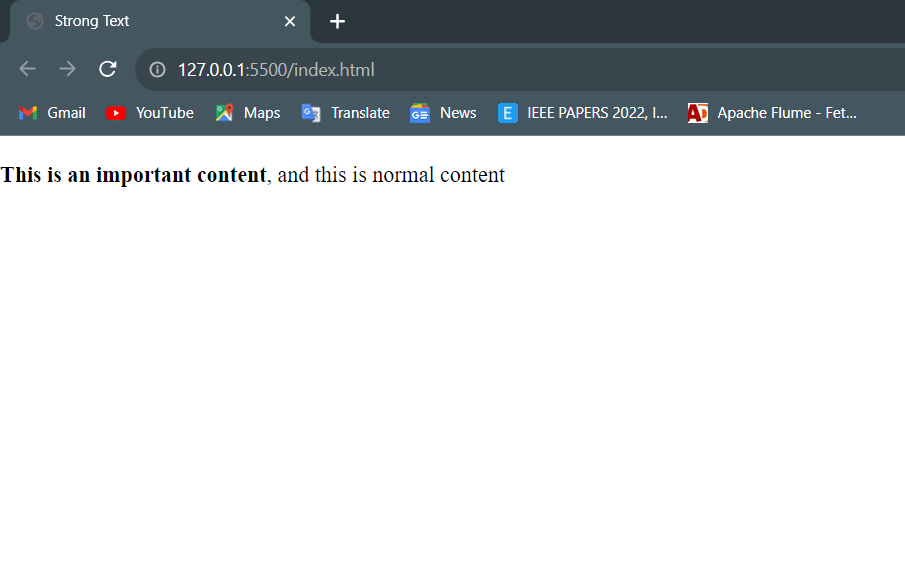 Strong Text
127.0.0.1:5500/index.html
Gmail YouTube Maps Translate News IEEE PAPERS 2022, I... Apache Flume - Fet...
This is an important content, and this is normal content